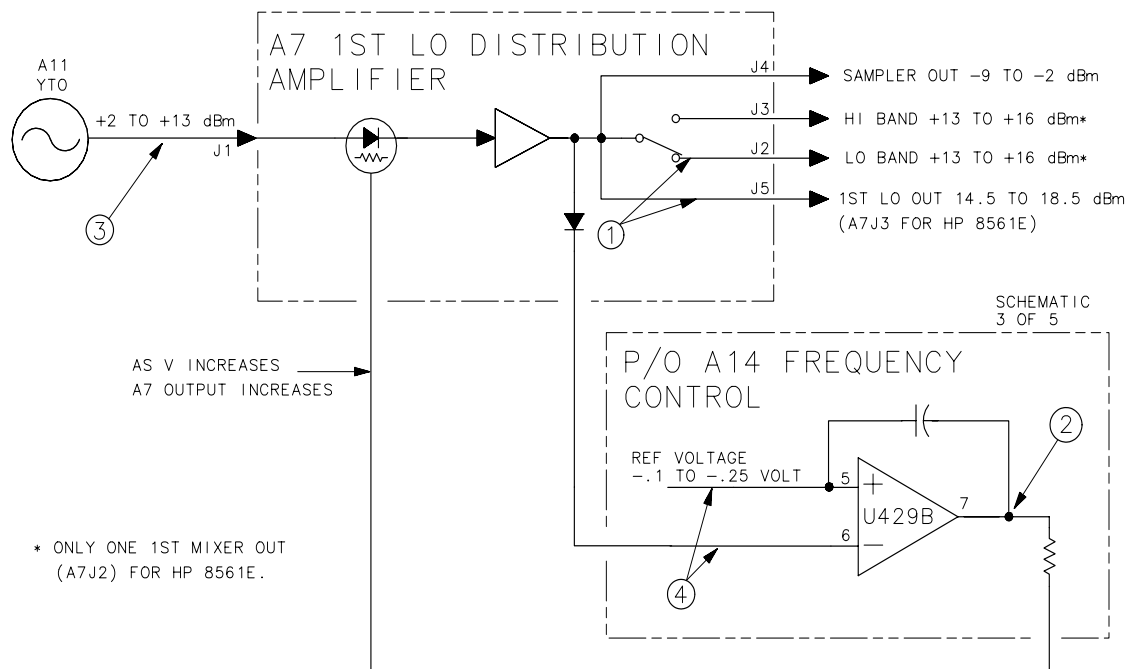 A7 1ST LO DISTRIBUTION
AMPLIFIER
A11
YTO
+2 TO +13 dBm
J1
J4
SAMPLER OUT -9 TO -2 dBm
J3
HI BAND +13 TO +16 dBm*
J2
LO BAND +13 TO +16 dBm*
J5
1ST LO OUT 14.5 TO 18.5 dBm
(A7J3 FOR HP 8561E)
3
1
SCHEMATIC
3 OF 5
AS V INCREASES
A7 OUTPUT INCREASES
P/O A14 FREQUENCY
CONTROL
2
REF VOLTAGE
-.1 TO -.25 VOLT
5
+
U429B
7
6
-
4
* ONLY ONE 1ST MIXER OUT
(A7J2) FOR HP 8561E.